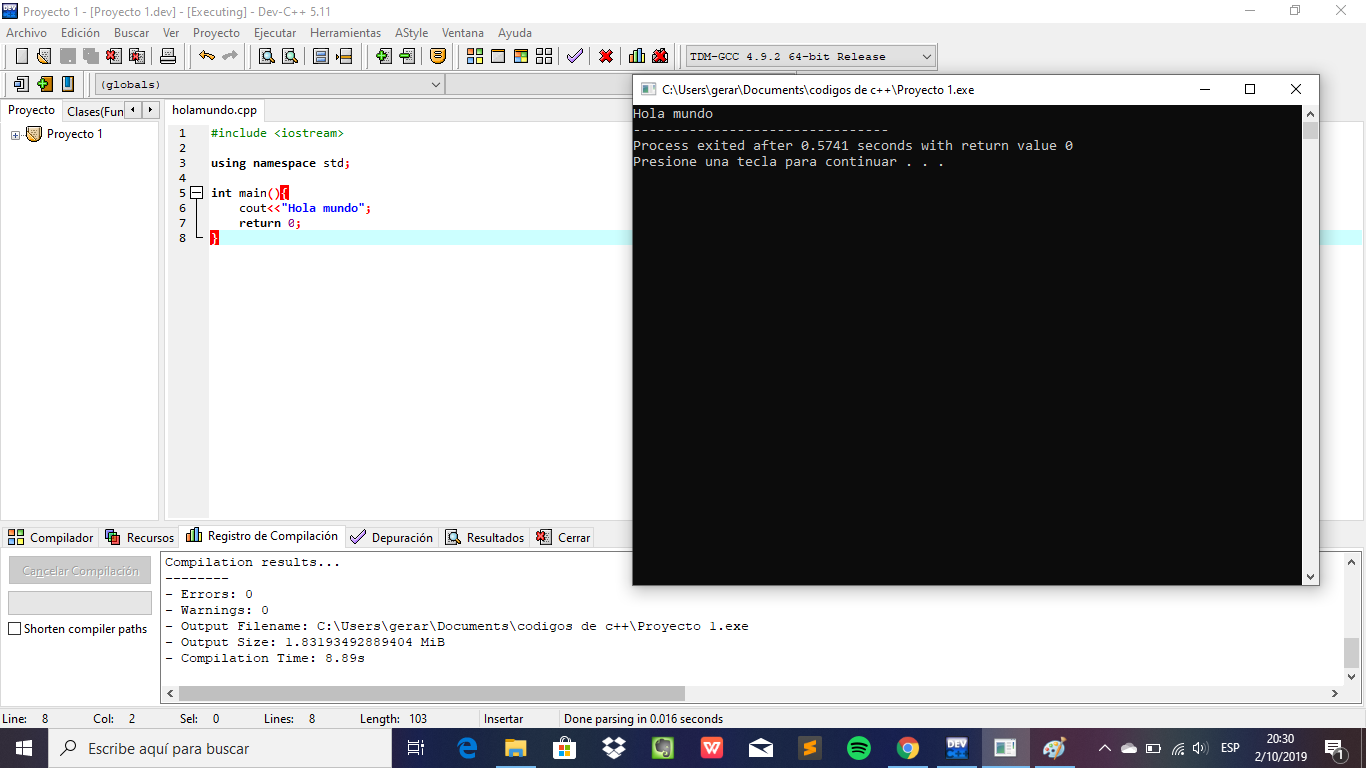 Proyecto 1 - [Proyecto 1.dev] - [Executing] - Dev-C++ 5.11
Archivo Edición Buscar Ver Proyecto Ejecutar Herramientas AStyle Ventana Ayuda
TDM-GCC 4.9.2 64-bit Release
(globals)
Proyecto Clases(Fun
Proyecto 1
holamundo.cpp
1 #include <iostream>
2
3 using namespace std;
4
5 int main(){
6 cout<<"Hola mundo";
7 return 0;
8 }
C:\Users\gerar\Documents\codigos de c++\Proyecto 1.exe
Hola mundo
--------------------------------
Process exited after 0.5741 seconds with return value 0
Presione una tecla para continuar . . .
Compilador Recursos Registro de Compilación Depuración Resultados Cerrar
Cancelar Compilación
Shorten compiler paths
Compilation results...
--------
- Errors: 0
- Warnings: 0
- Output Filename: C:\Users\gerar\Documents\codigos de c++\Proyecto 1.exe
- Output Size: 1.83193492889404 MiB
- Compilation Time: 8.89s
Line: 8 Col: 2 Sel: 0 Lines: 8 Length: 103 Insertar Done parsing in 0.016 seconds
Escribe aquí para buscar
DEV
ESP
20:30
2/10/2019
1